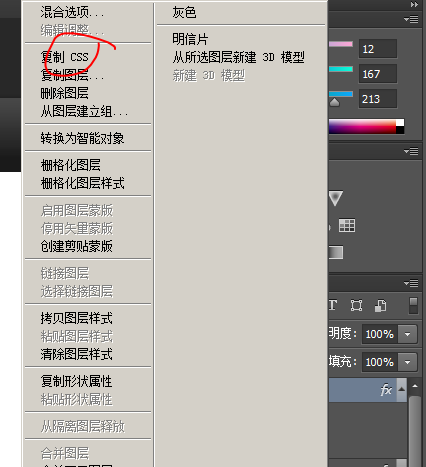 混合选项...
编辑调整...
复制 CSS
复制图层...
删除图层
从图层建立组...
转换为智能对象
栅格化图层
栅格化图层样式
启用图层蒙版
停用矢量蒙版
创建剪贴蒙版
链接图层
选择链接图层
拷贝图层样式
粘贴图层样式
清除图层样式
复制形状属性
粘贴形状属性
从隔离图层释放
合并图层
灰色
明信片
从所选图层新建 3D 模型
新建 3D 模型
12
167
213
T
明度: 100%
填充: 100%
fx